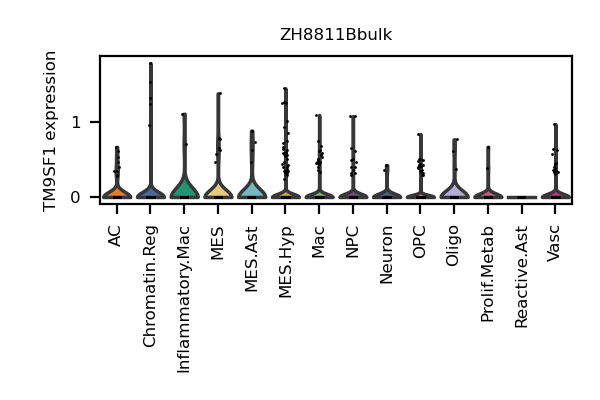 ZH8811Bbulk
TM9SF1 expression
1
0
AC
Chromatin.Reg
Inflammatory.Mac
MES
MES.Ast
MES.Hyp
Mac
NPC
Neuron
OPC
Oligo
Prolif.Metab
Reactive.Ast
Vasc